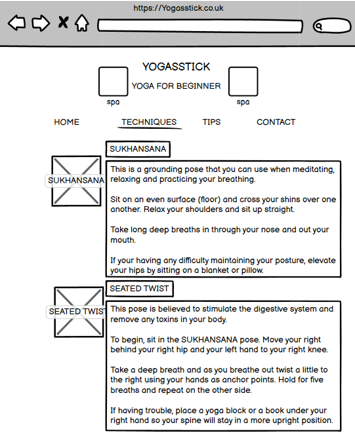 https://Yogasstick.co.uk
YOGASSTICK
YOGA FOR BEGINNER
spa
spa
HOME
TECHNIQUES
TIPS
CONTACT
SUKHANSANA
SUKHANSANA
This is a grounding pose that you can use when meditating,
relaxing and practicing your breathing.
Sit on an even surface (floor) and cross your shins over one
another. Relax your shoulders and sit up straight.
Take long deep breaths in through your nose and out your
mouth.
If your having any difficulty maintaining your posture, elevate
your hips by sitting on a blanket or pillow.
SEATED TWIST
SEATED TWIST
This pose is believed to stimulate the digestive system and
remove any toxins in your body.
To begin, sit in the SUKHANSANA pose. Move your right
behind your right hip and your left hand to your right knee.
Take a deep breath and as you breathe out twist a little to
the right using your hands as anchor points. Hold for five
breaths and repeat on the other side.
If having trouble, place a yoga block or a book under your
right hand so your spine will stay in a more upright position.